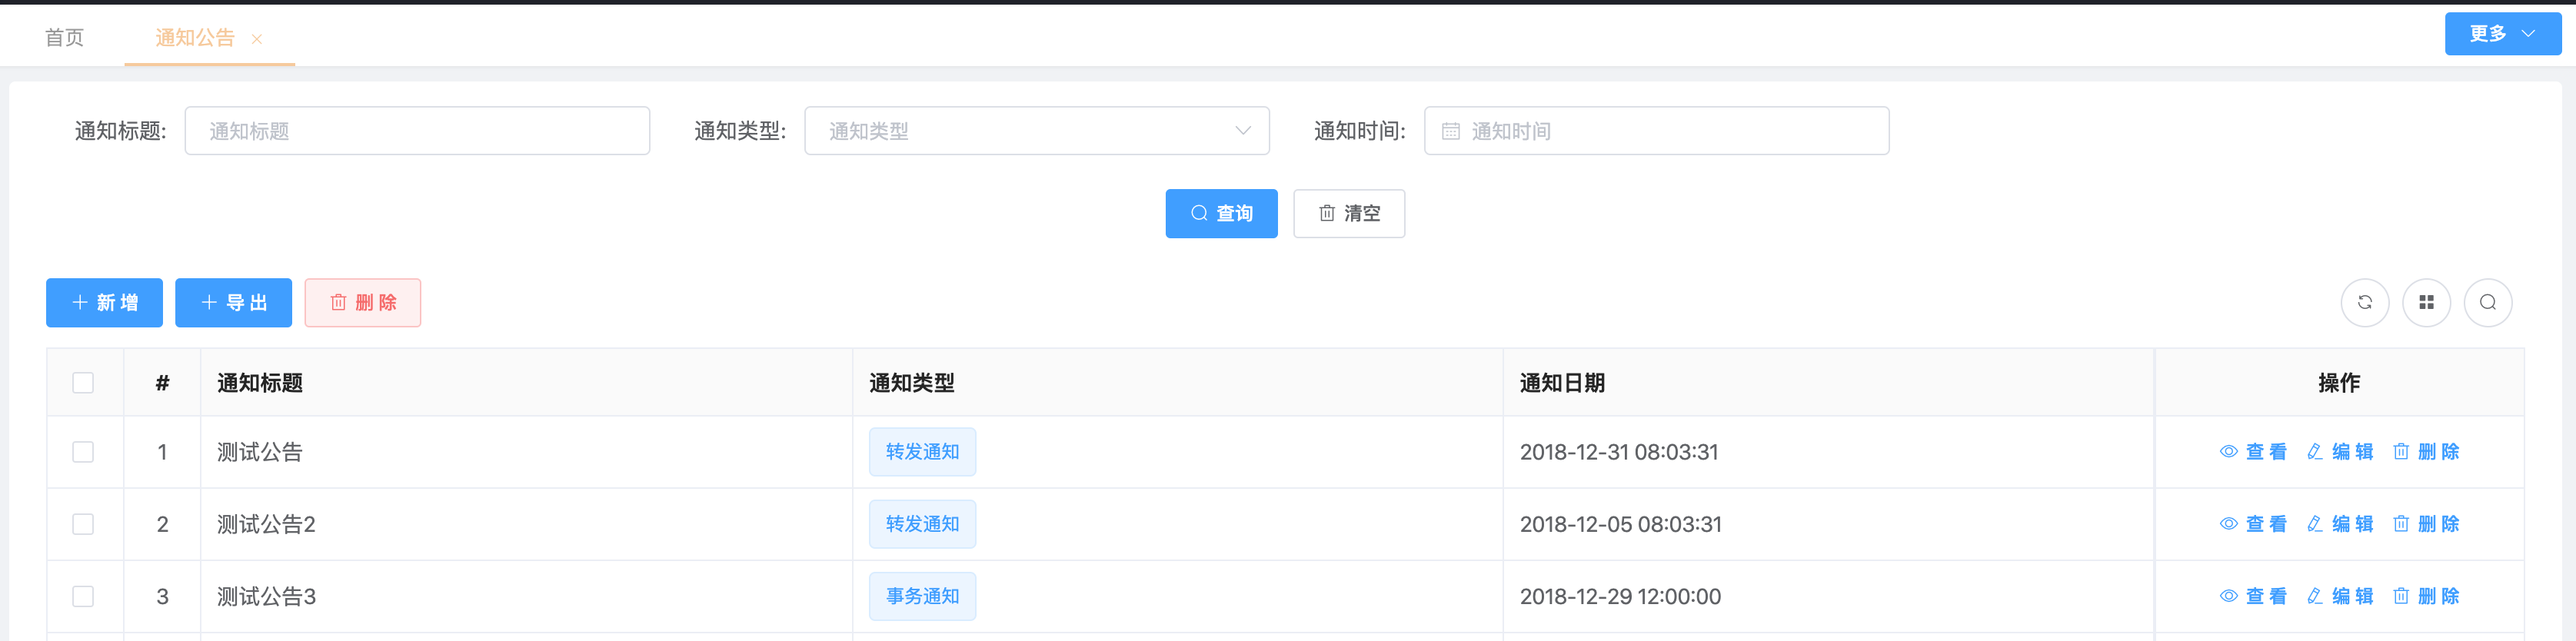 首页 通知公告 更多
通知标题: 通知标题 通知类型: 通知类型 通知时间: 通知时间
查询 清空
新 增 导 出 删 除
# 通知标题 通知类型 通知日期 操作
1 测试公告 转发通知 2018-12-31 08:03:31 查 看 编 辑 删 除
2 测试公告2 转发通知 2018-12-05 08:03:31 查 看 编 辑 删 除
3 测试公告3 事务通知 2018-12-29 12:00:00 查 看 编 辑 删 除